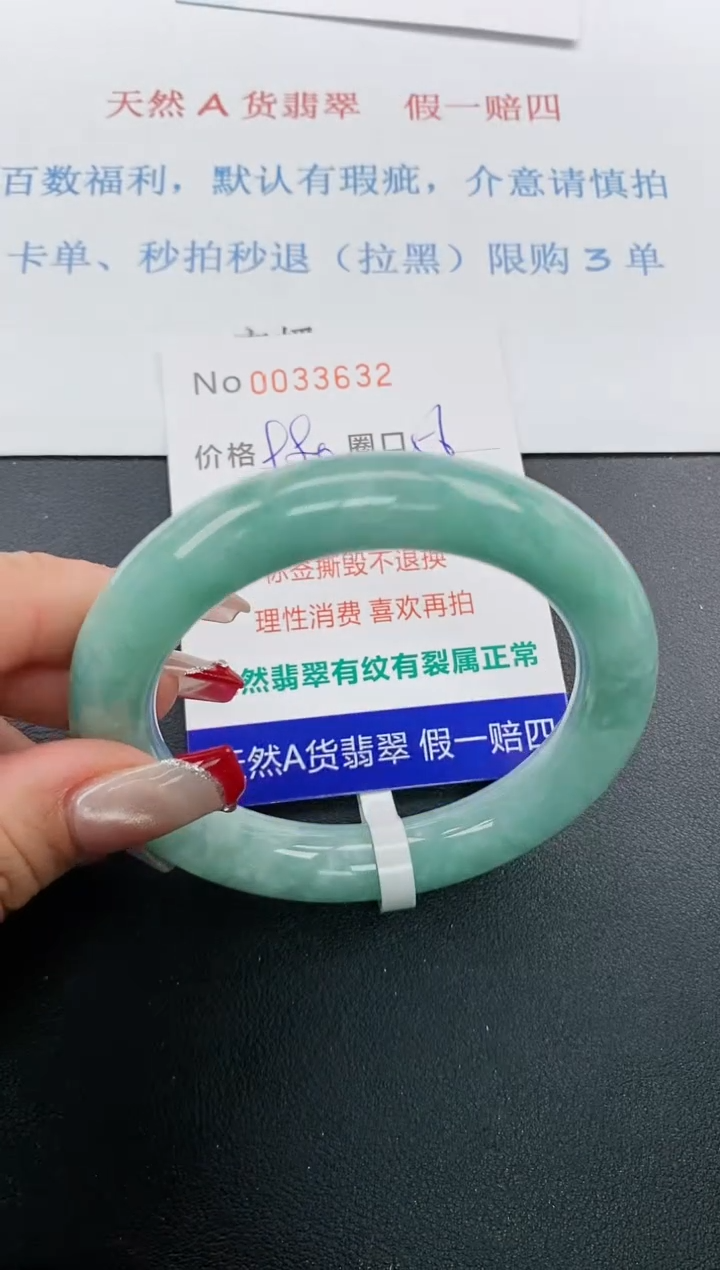 天然 A 货翡翠 假一赔四
百数福利，默认有瑕疵，介意请慎拍
卡单、秒拍秒退（拉黑）限购 3 单
No 0033632
价格 圈口
标签撕毁不退换
理性消费 喜欢再拍
然翡翠有纹有裂属正常
天然A货翡翠 假一赔四